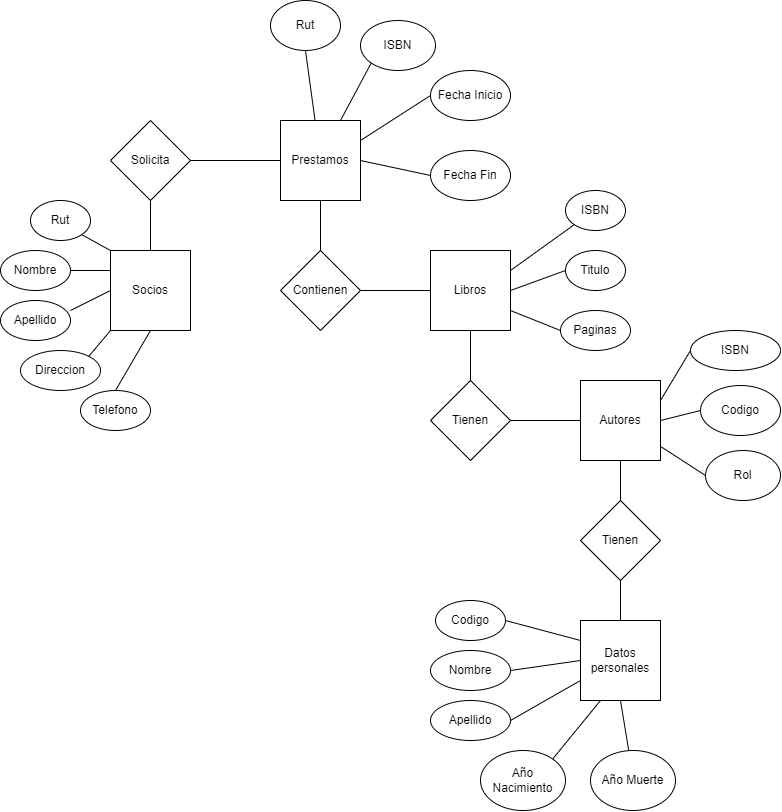 Rut
ISBN
Fecha Inicio
Solicita
Prestamos
Fecha Fin
Rut
ISBN
Nombre
Socios
Contienen
Libros
Titulo
Apellido
Paginas
ISBN
Direccion
Telefono
Tienen
Autores
Codigo
Rol
Tienen
Codigo
Datos
personales
Nombre
Apellido
Año
Nacimiento
Año Muerte